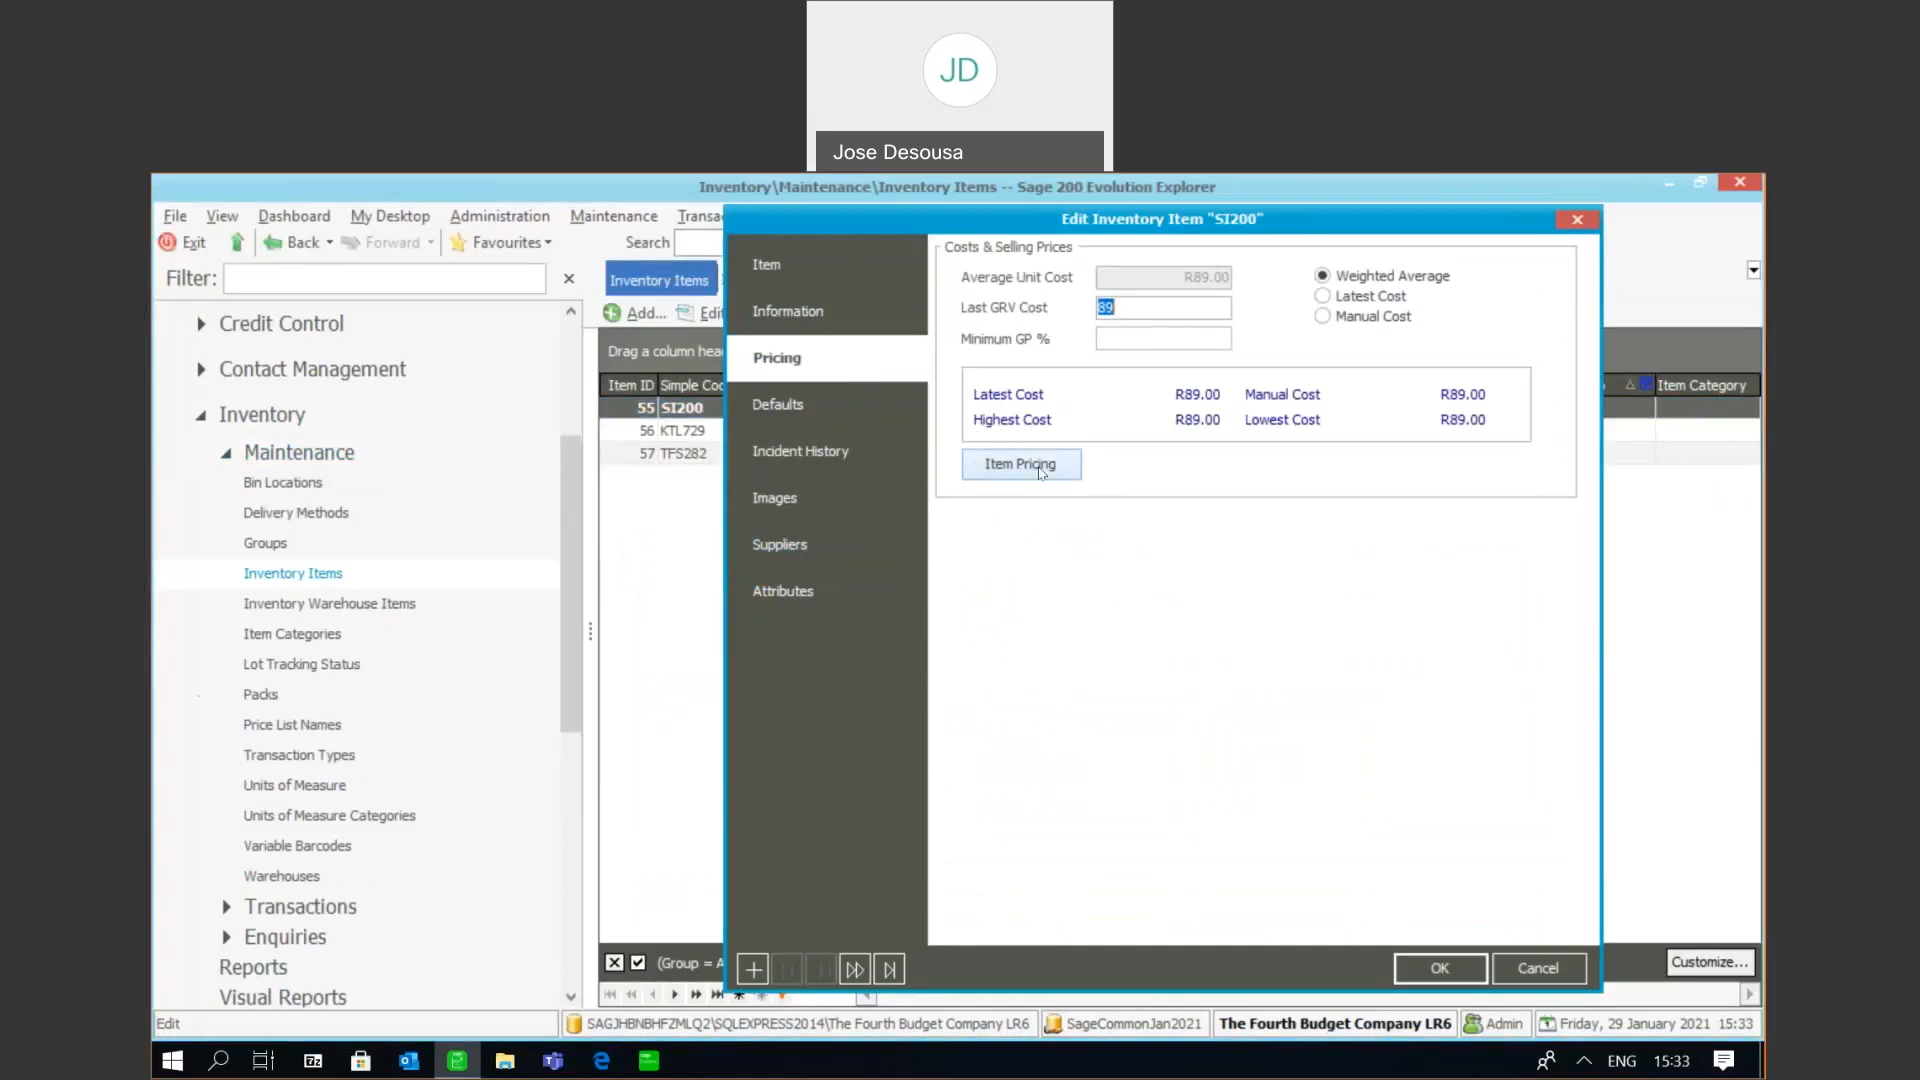 JD
Jose Desousa
Inventory\Maintenance\Inventory Items -- Sage 200 Evolution Explorer
File View Dashboard My Desktop Administration Maintenance Transa
Exit Back Forward Favourites Search
Filter:
Credit Control
Contact Management
Inventory
Maintenance
Bin Locations
Delivery Methods
Groups
Inventory Items
Inventory Warehouse Items
Item Categories
Lot Tracking Status
Packs
Price List Names
Transaction Types
Units of Measure
Units of Measure Categories
Variable Barcodes
Warehouses
Transactions
Enquiries
Reports
Visual Reports
Inventory Items
Add... Edit
Drag a column hea
Item ID Simple Coc
55 SI200
56 KTL729
57 TFS282
Item Category
(Group = A
Customize...
Edit Inventory Item "SI200"
Item
Information
Pricing
Defaults
Incident History
Images
Suppliers
Attributes
Costs & Selling Prices
Average Unit Cost R89.00
Last GRV Cost 89
Minimum GP %
Weighted Average
Latest Cost
Manual Cost
Latest Cost R89.00 Manual Cost R89.00
Highest Cost R89.00 Lowest Cost R89.00
Item Pricing
OK Cancel
Edit SAGJHBNBHFZMLQ2\SQLEXPRESS2014\The Fourth Budget Company LR6 SageCommonJan2021 The Fourth Budget Company LR6 Admin Friday, 29 January 2021 15:33
7z ENG 15:33